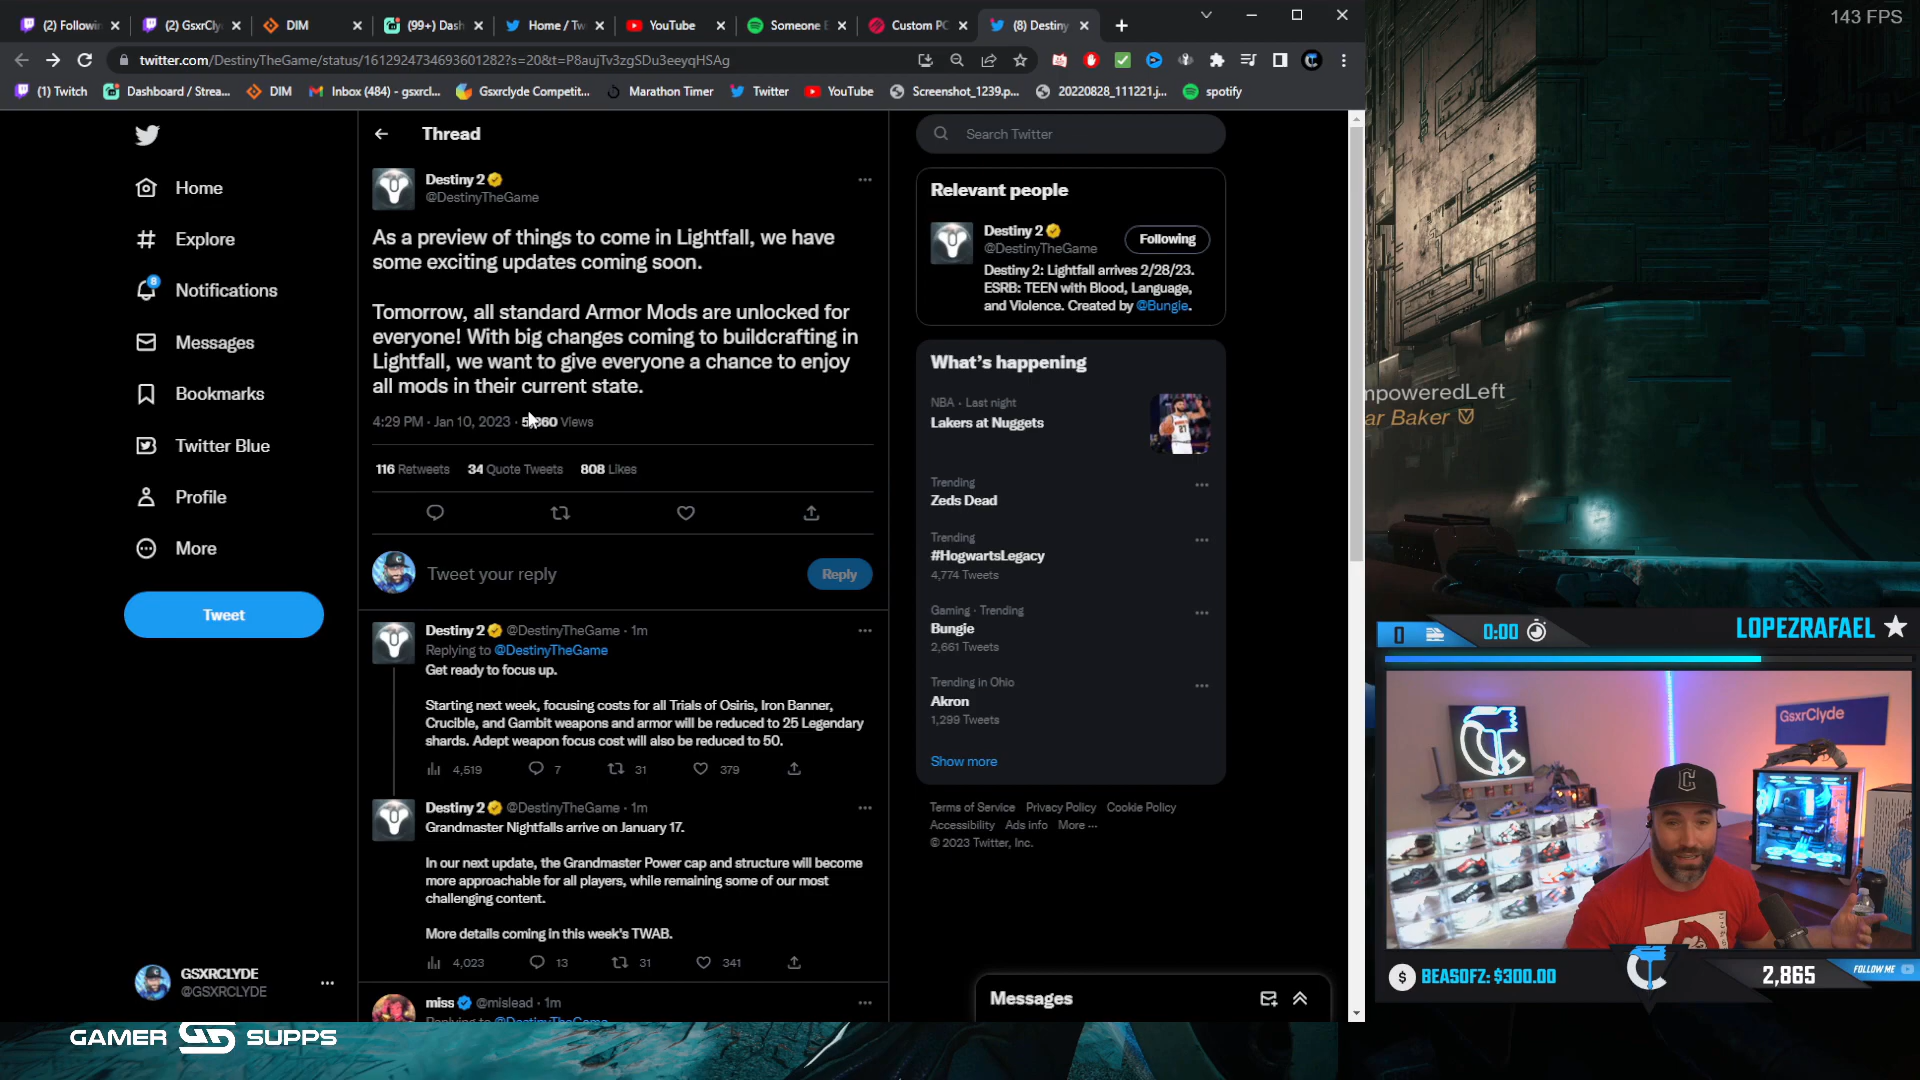 (2) Followin
(2) GsxrCly
DIM
(99+) Dash
Home / Tw
YouTube
Someone
Custom PC
(8) Destiny
143 FPS
twitter.com/DestinyTheGame/status/1612924734693601282?s=20&t=P8aujTv3zgSDu3eeyqHSAg
(1) Twitch
Dashboard / Strea...
DIM
Inbox (484) - gsxrcl...
Gsxrclyde Competit...
Marathon Timer
Twitter
YouTube
Screenshot_1239.p...
20220828_111221.j...
spotify
Home
Explore
8
Notifications
Messages
Bookmarks
Twitter Blue
Profile
More
Tweet
GSXRCLYDE
@GSXRCLYDE
Thread
Destiny 2
@DestinyTheGame
As a preview of things to come in Lightfall, we have
some exciting updates coming soon.
Tomorrow, all standard Armor Mods are unlocked for
everyone! With big changes coming to buildcrafting in
Lightfall, we want to give everyone a chance to enjoy
all mods in their current state.
4:29 PM · Jan 10, 2023 · Views
116 Retweets 34 Quote Tweets 808 Likes
Tweet your reply
Reply
Destiny 2 @DestinyTheGame · 1m
Replying to @DestinyTheGame
Get ready to focus up.
Starting next week, focusing costs for all Trials of Osiris, Iron Banner,
Crucible, and Gambit weapons and armor will be reduced to 25 Legendary
shards. Adept weapon focus cost will also be reduced to 50.
4,519 7 31 379
Destiny 2 @DestinyTheGame · 1m
Grandmaster Nightfalls arrive on January 17.
In our next update, the Grandmaster Power cap and structure will become
more approachable for all players, while remaining some of our most
challenging content.
More details coming in this week's TWAB.
4,023 13 31 341
miss @mislead · 1m
Replying to @DestinyTheGame
Search Twitter
Relevant people
Destiny 2
@DestinyTheGame
Following
Destiny 2: Lightfall arrives 2/28/23.
ESRB: TEEN with Blood, Language,
and Violence. Created by @Bungie.
What's happening
NBA · Last night
Lakers at Nuggets
Trending
Zeds Dead
Trending
#HogwartsLegacy
4,774 Tweets
Gaming · Trending
Bungie
2,661 Tweets
Trending in Ohio
Akron
1,299 Tweets
Show more
Terms of Service Privacy Policy Cookie Policy
Accessibility Ads info More ···
© 2023 Twitter, Inc.
Messages
mpoweredLeft
ar Baker
0
0:00
LOPEZRAFAEL
GsxrClyde
$ BEASOFZ: $300.00
2,865
FOLLOW ME
GAMER SUPPS